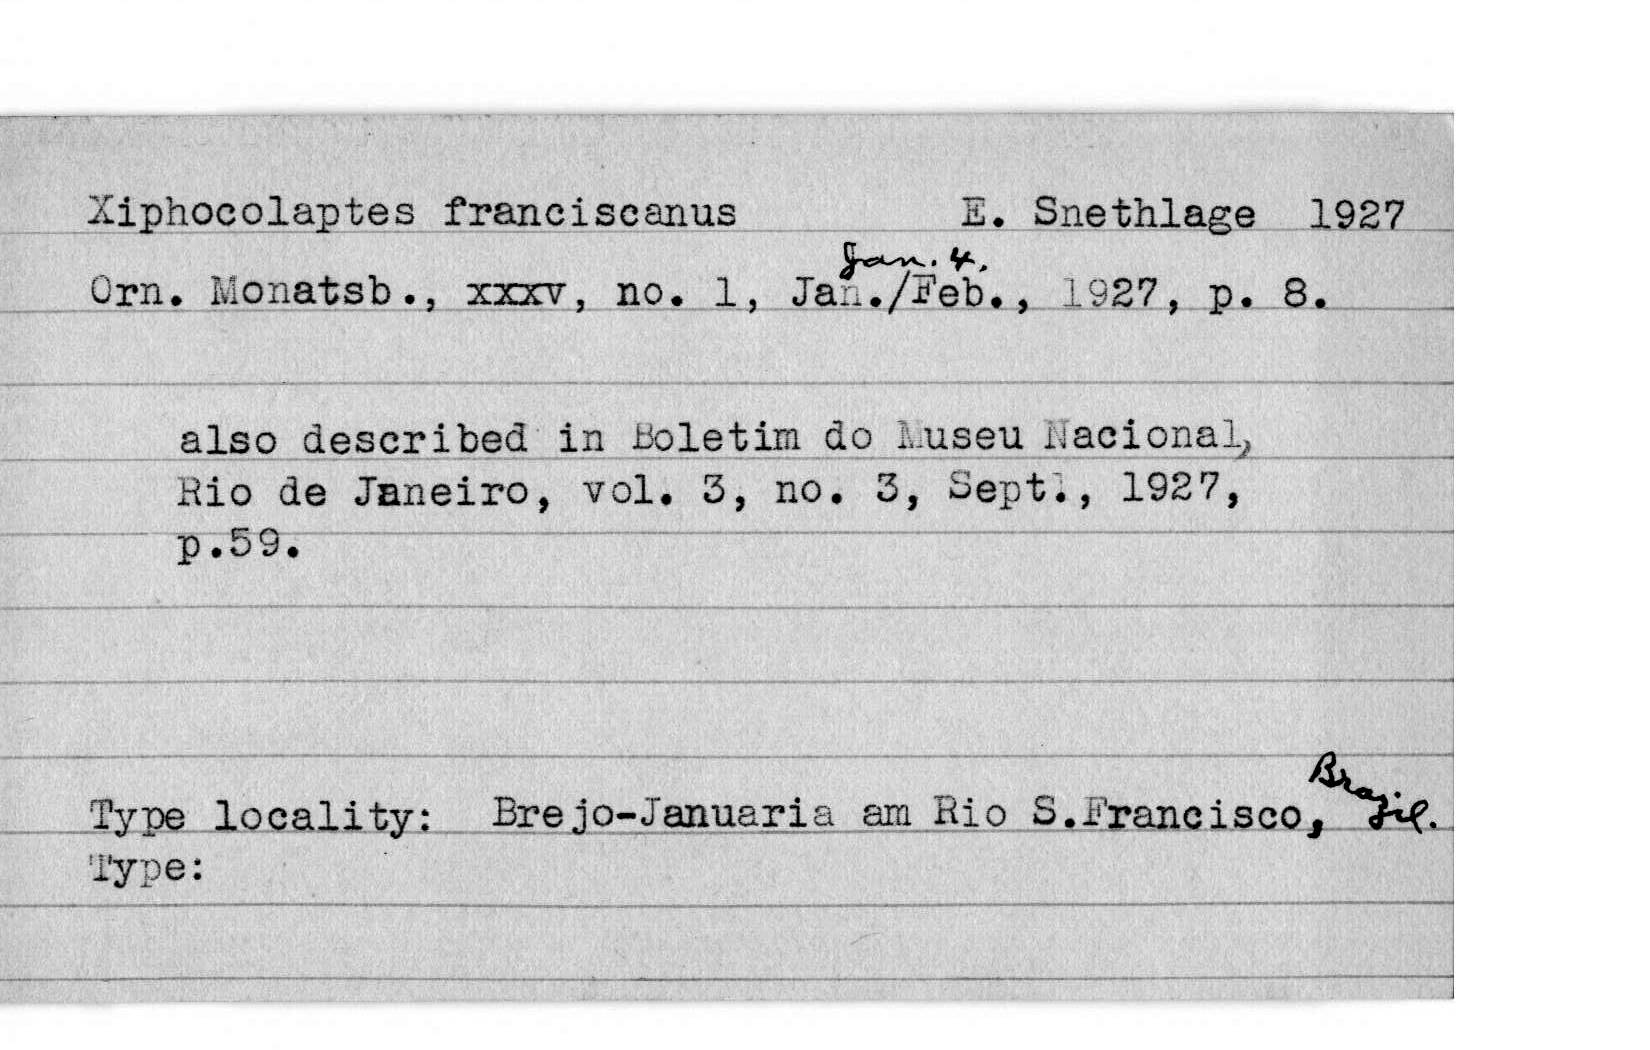 Xiphocolaptes franciscanus E. Snethlage 1927
Jan. 4.
Orn. Monatsb., xxxv, no. 1, Jan./Feb., 1927, p. 8.
also described in Boletim do Museu Nacional,
Rio de Janeiro, vol. 3, no. 3, Sept., 1927,
p.59.
Type locality: Brejo-Januaria am Rio S.Francisco, Brazil.
Type: